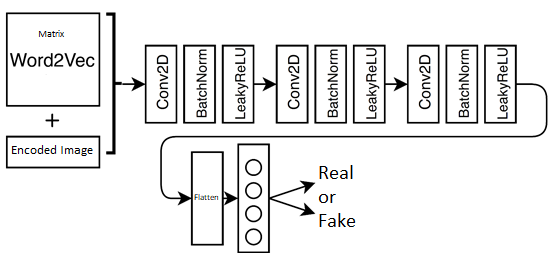 Matrix
Word2Vec
+
Encoded Image
Conv2D
BatchNorm
LeakyReLU
Conv2D
BatchNorm
LeakyReLU
Conv2D
BatchNorm
LeakyReLU
Flatten
Real
or
Fake